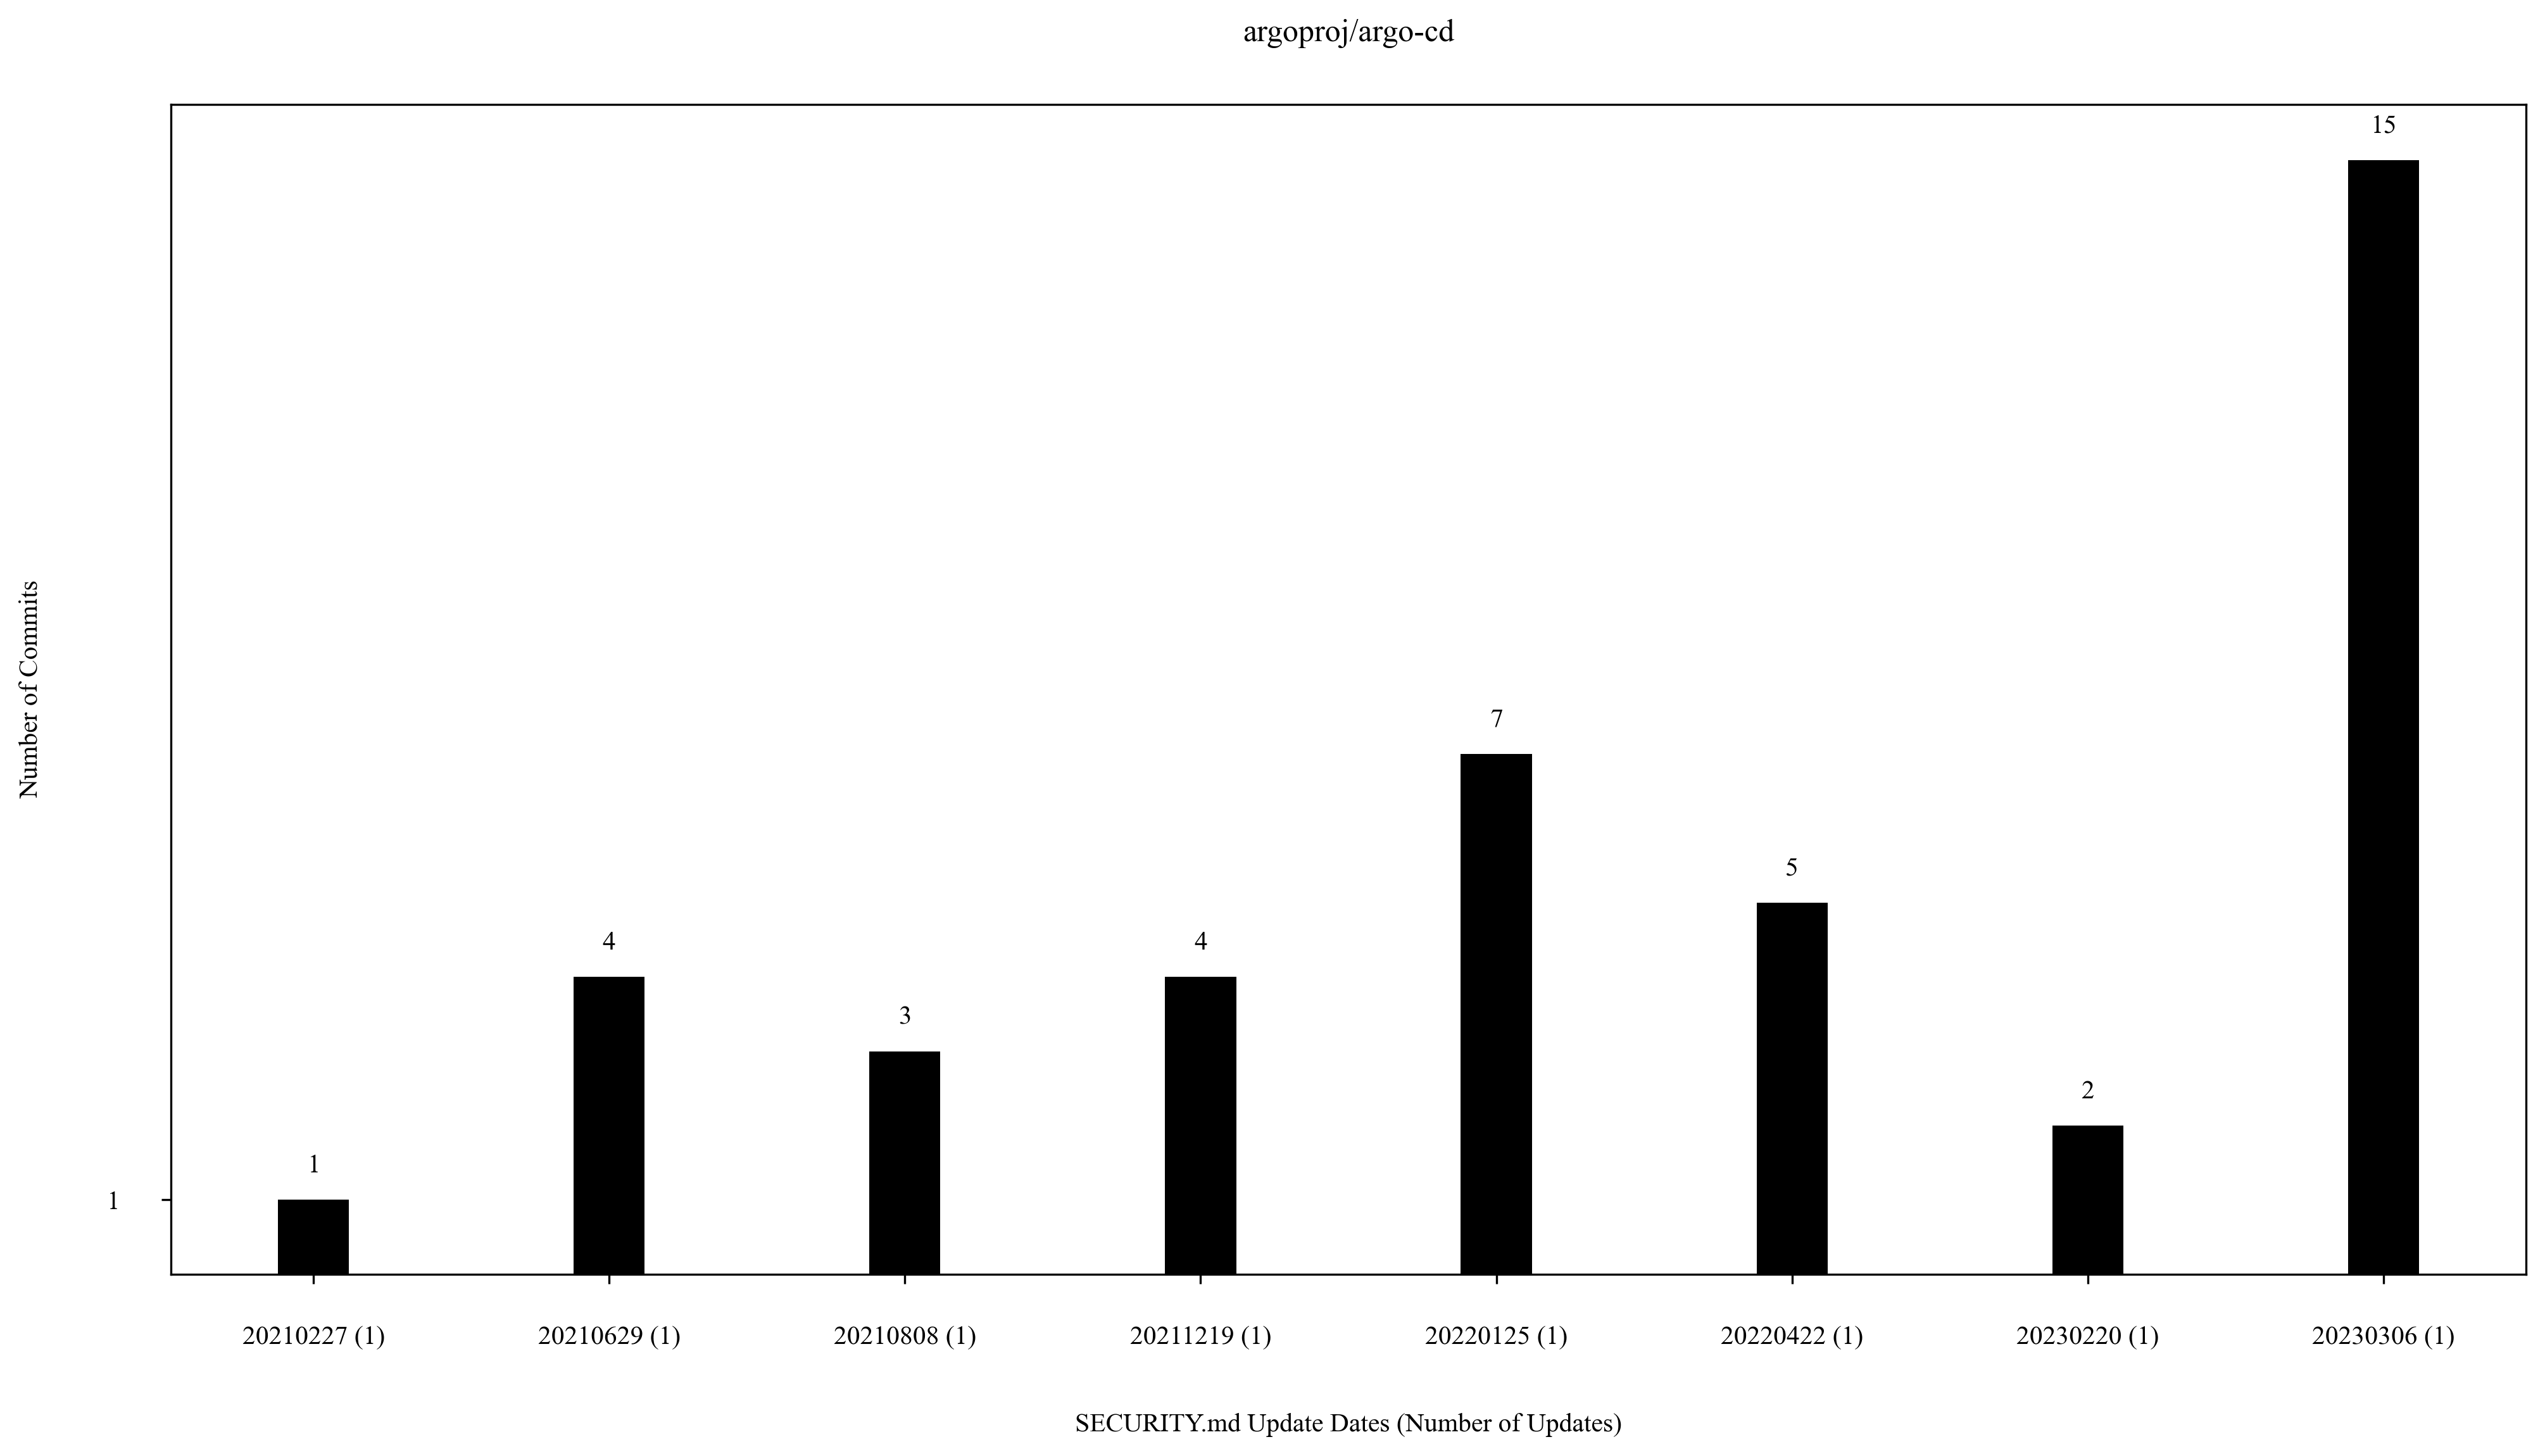 argoproj/argo-cd
Number of Commits
15
7
5
4
4
3
2
1
1
20210227 (1) 20210629 (1) 20210808 (1) 20211219 (1) 20220125 (1) 20220422 (1) 20230220 (1) 20230306 (1)
SECURITY.md Update Dates (Number of Updates)